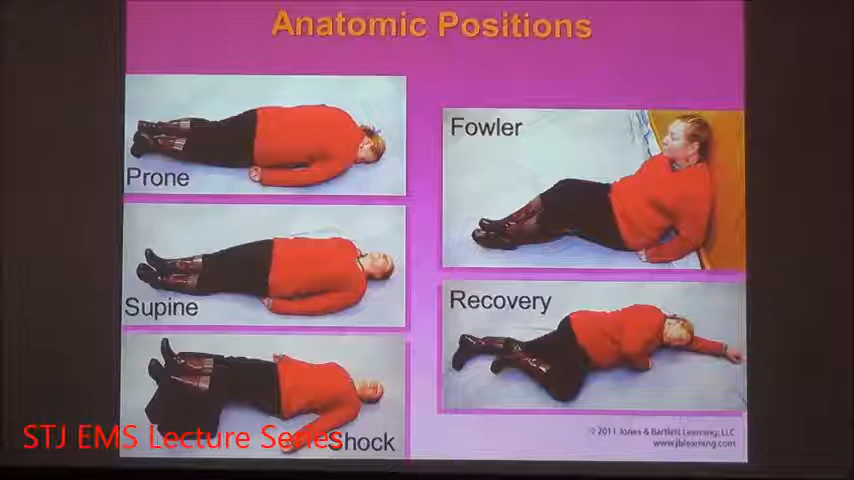 Anatomic Positions
Prone
Supine
Shock
Fowler
Recovery
© 2011 Jones & Bartlett Learning, LLC
www.jblearning.com
STJ EMS Lecture Series